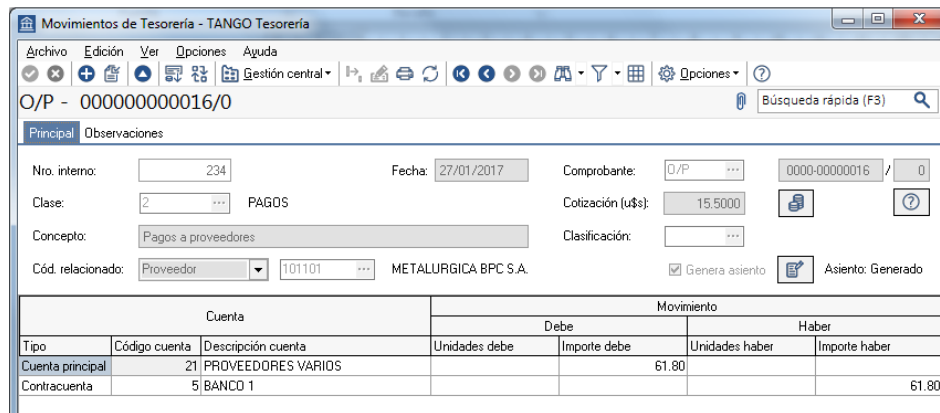 Movimientos de Tesorería - TANGO Tesorería
Archivo Edición Ver Opciones Ayuda
Gestión central Opciones
O/P - 000000000016/0 Búsqueda rápida (F3)
Principal Observaciones
Nro. interno: 234 Fecha: 27/01/2017 Comprobante: O/P ... 0000-00000016 / 0
Clase: 2 ... PAGOS Cotización (u$s): 15.5000
Concepto: Pagos a proveedores Clasificación: ...
Cód. relacionado: Proveedor 101101 ... METALURGICA BPC S.A. Genera asiento Asiento: Generado
Cuenta Movimiento
Debe Haber
Tipo Código cuenta Descripción cuenta Unidades debe Importe debe Unidades haber Importe haber
Cuenta principal 21 PROVEEDORES VARIOS 61.80
Contracuenta 5 BANCO 1 61.80